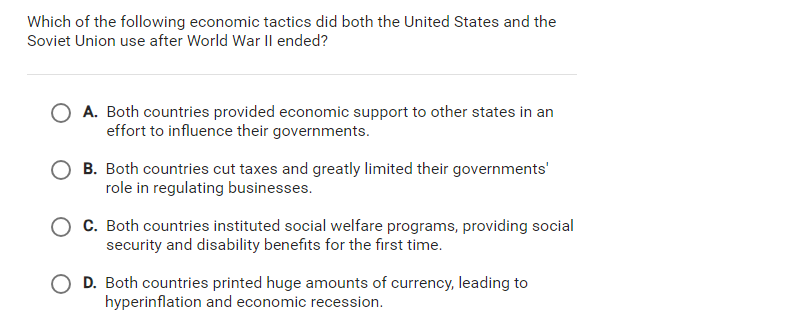 Which of the following economic tactics did both the United States and the
Soviet Union use after World War II ended?
A. Both countries provided economic support to other states in an
effort to influence their governments.
B. Both countries cut taxes and greatly limited their governments'
role in regulating businesses.
C. Both countries instituted social welfare programs, providing social
security and disability benefits for the first time.
D. Both countries printed huge amounts of currency, leading to
hyperinflation and economic recession.